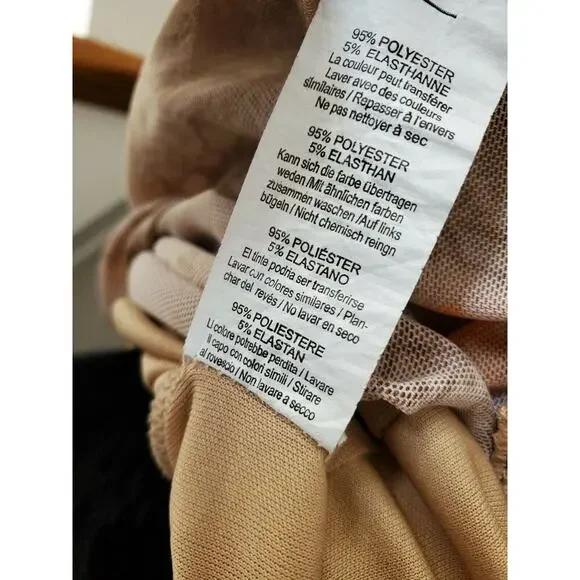 95% POLYESTER
5% ELASTHANNE
La couleur peut transférer
Laver avec des couleurs
similaires / Repasser à l'envers
Ne pas nettoyer à sec
95% POLYESTER
5% ELASTHAN
Kann sich die farbe übertragen
weden / Mit ähnlichen farben
zusammen waschen / Auf links
bügeln / Nicht chemisch reingn
95% POLIÉSTER
5% ELASTANO
El tinte podria ser transferirse
Lavar con colores similares / Plan-
char del reyés / No lavar en seco
95% POLIESTERE
5% ELASTAN
Li colore potrebbe perdita / Lavare
il capo con colori simili / Stirare
al rovescio / Non lavare a secco